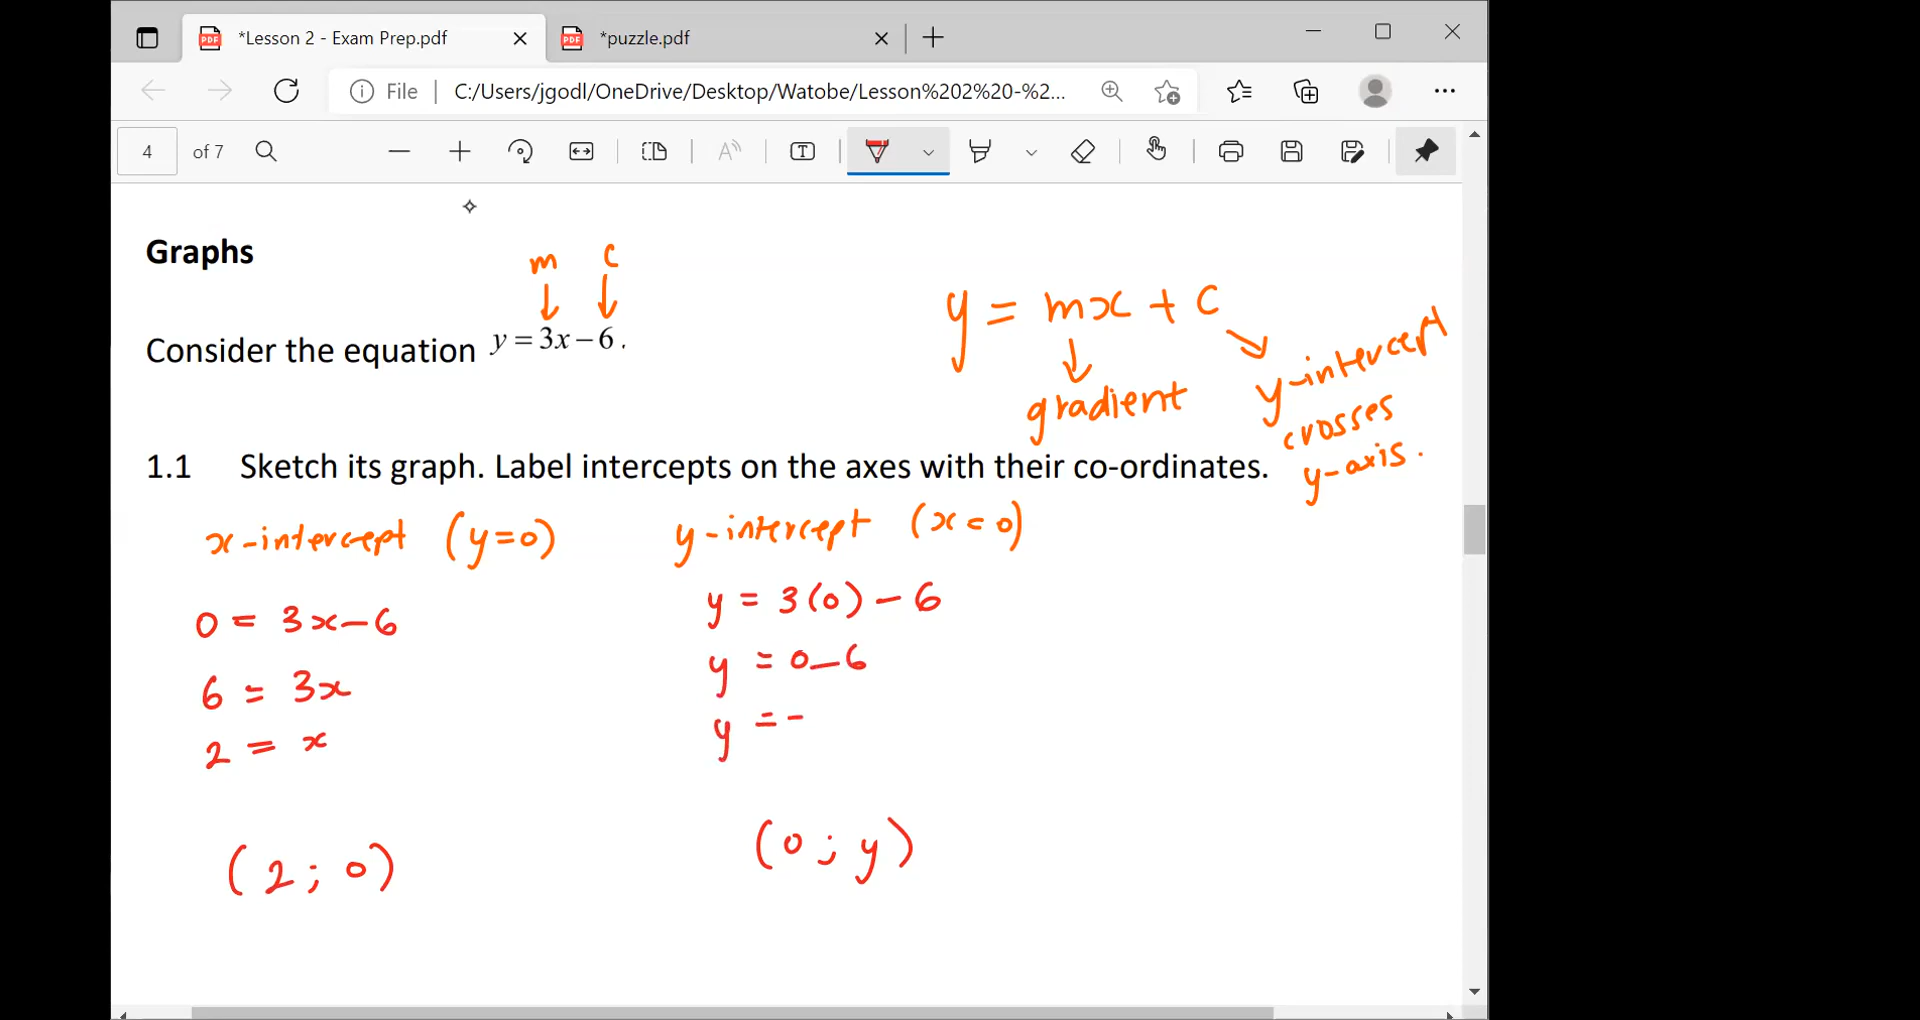 *Lesson 2 - Exam Prep.pdf
*puzzle.pdf
File
C:/Users/jgodl/OneDrive/Desktop/Watobe/Lesson%202%20-%2...
4 of 7
Graphs
m c
y = mx + c
Consider the equation y = 3x − 6.
gradient
y-intercept
crosses
y-axis.
1.1 Sketch its graph. Label intercepts on the axes with their co-ordinates.
x-intercept (y=0)
0 = 3x-6
6 = 3x
2 = x
(2; 0)
y-intercept (x=0)
y = 3(0) - 6
y = 0-6
y = -
(0; y)